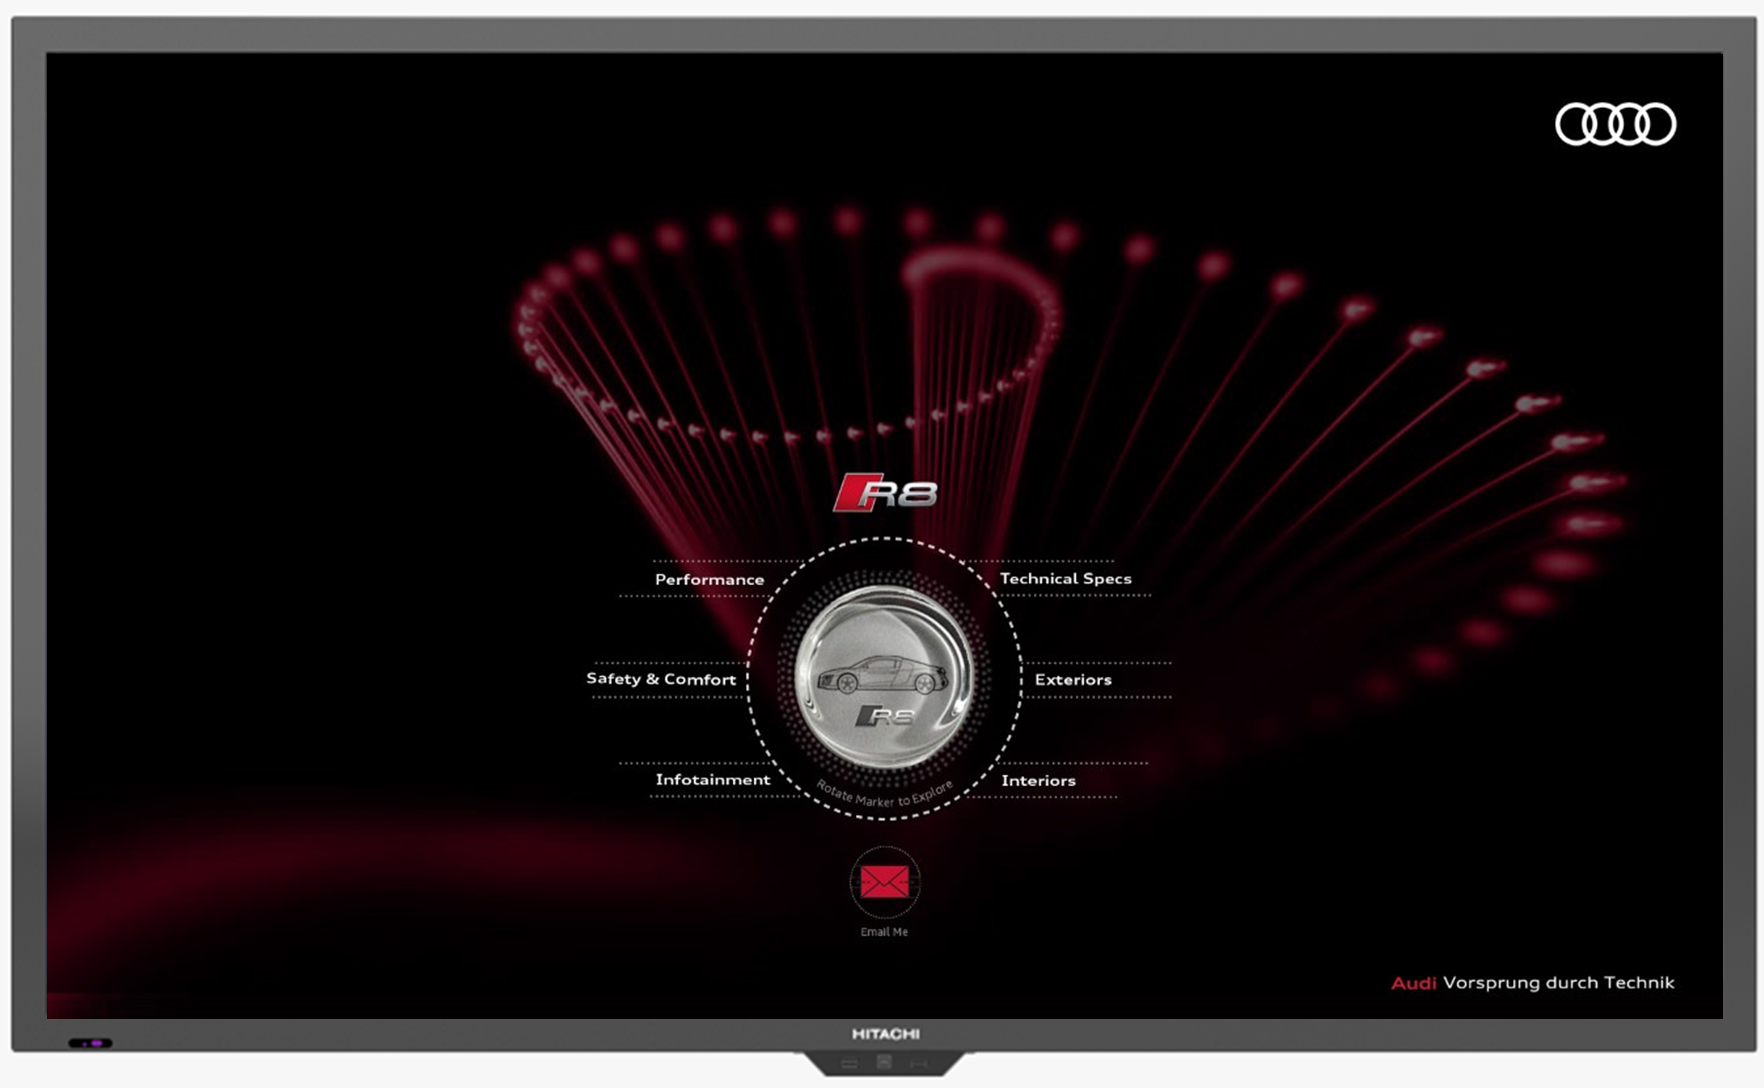 R8
Performance
Technical Specs
Safety & Comfort
Exteriors
R8
Infotainment
Interiors
Rotate Marker to Explore
Email Me
Audi Vorsprung durch Technik
HITACHI